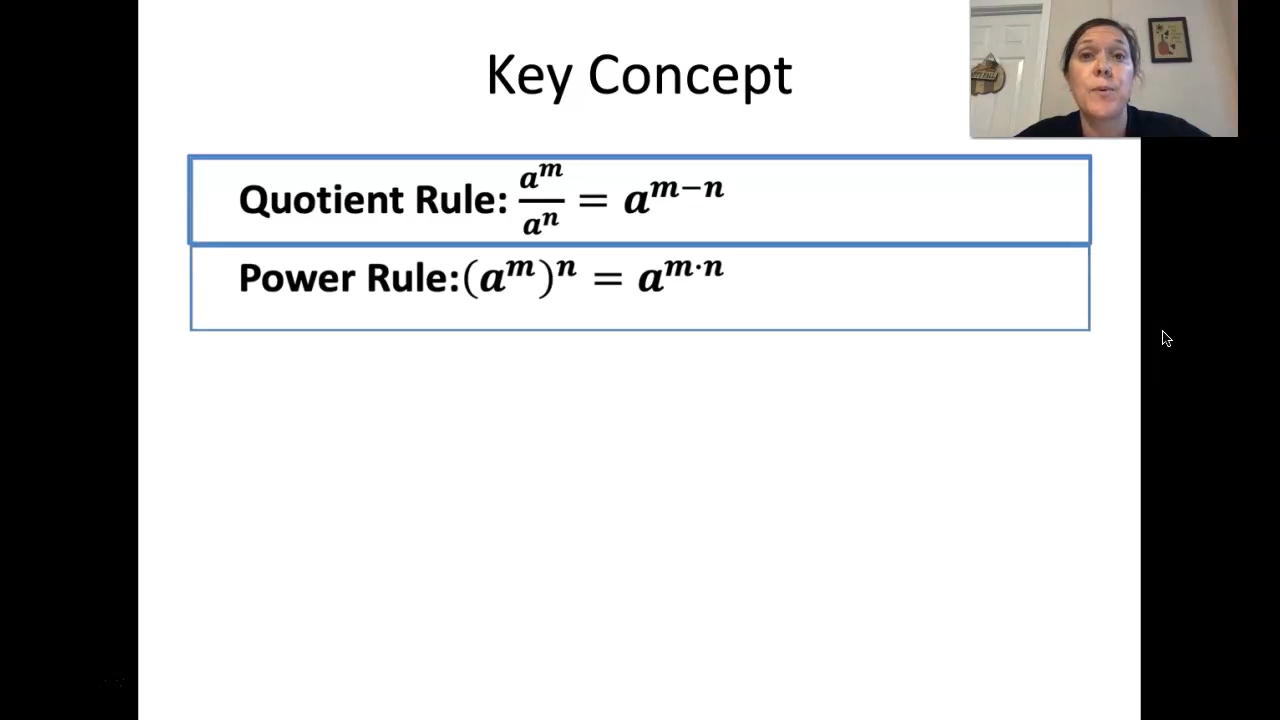 Key Concept
Quotient Rule: a^m/a^n = a^{m−n}
Power Rule:(a^m)^n = a^{m·n}